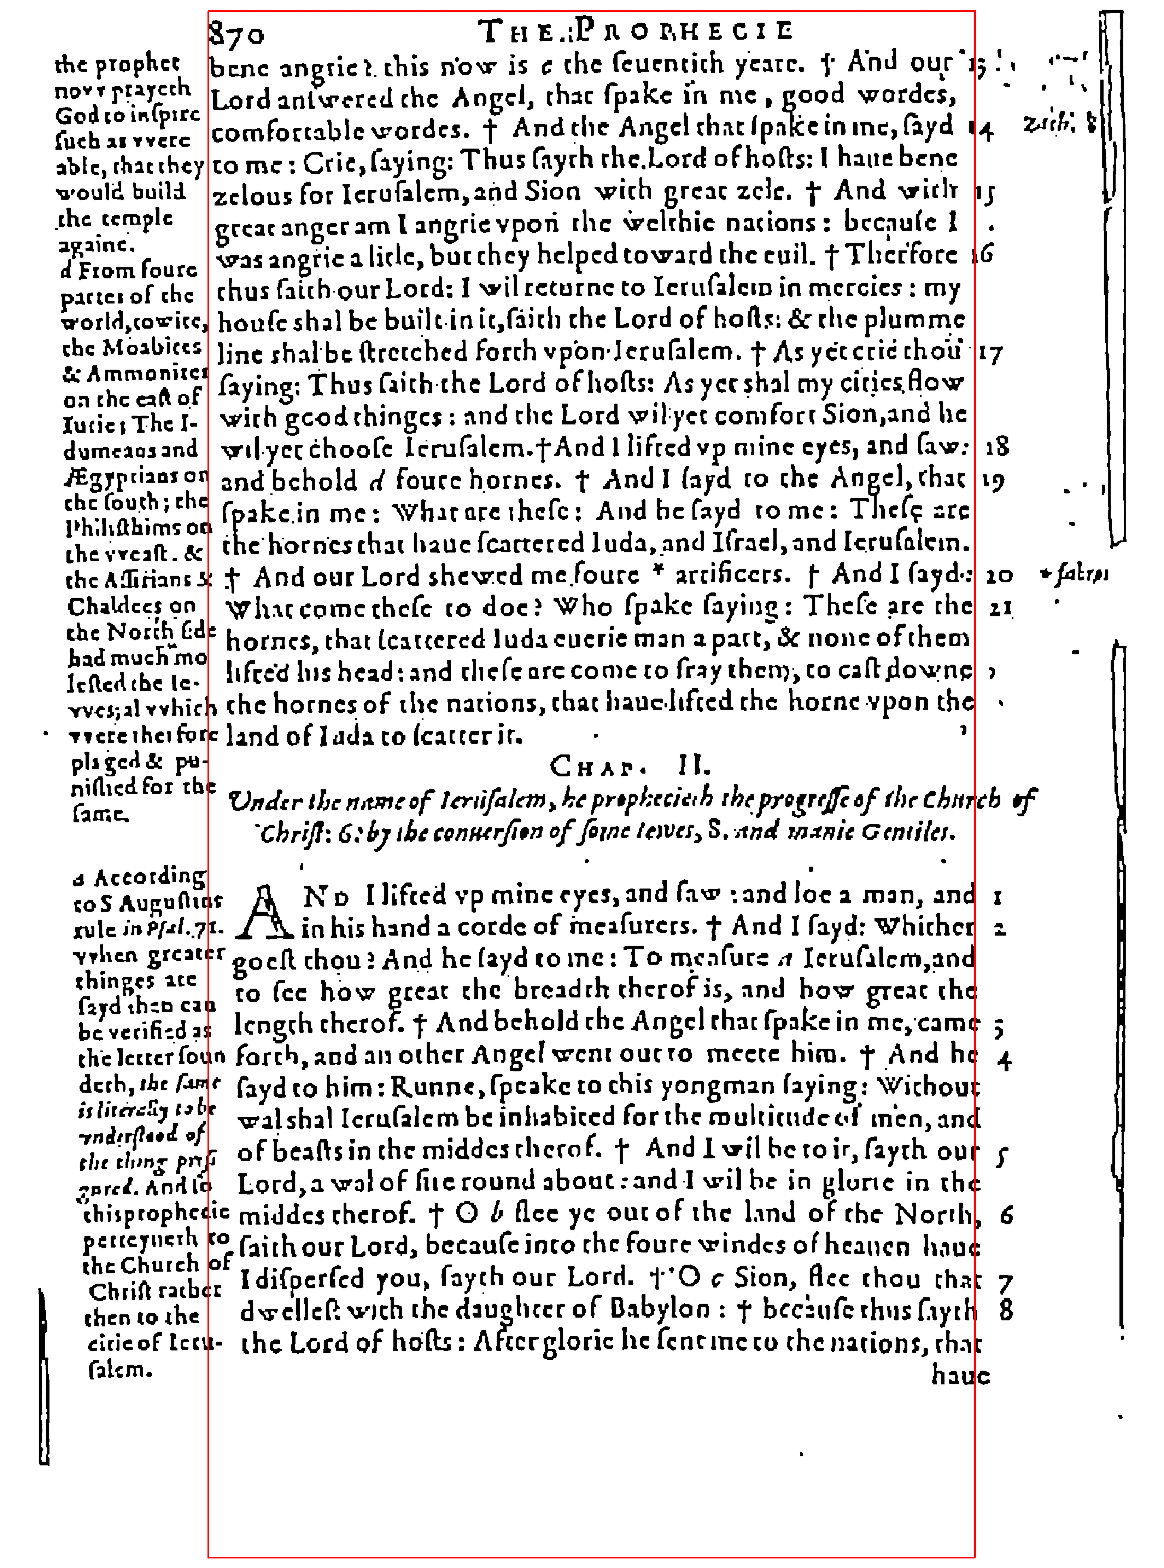 870 THE PROPHECIE
bene angrie? this now is c the ſeuentith yeare. † And our 13
Lord anſwered the Angel, that ſpake in me, good wordes,
comfortable wordes. † And the Angel that ſpake in me, ſayd 14
to me: Crie, ſaying: Thus ſayth the Lord of hoſts: I haue bene
zelous for Ieruſalem, and Sion with great zele. † And with 15
great anger am I angrie vpon the welthie nations: becauſe I
was angrie a litle, but they helped toward the euil. † Therfore 16
thus ſaith our Lord: I wil returne to Ieruſalem in mercies: my
houſe shal be built in it, ſaith the Lord of hoſts: & the plumme
line shal be ſtretched forth vpon Ieruſalem. † As yet crie thou 17
ſaying: Thus ſaith the Lord of hoſts: As yet shal my cities flow
with good thinges: and the Lord wil yet comfort Sion, and he
wil yet chooſe Ieruſalem. † And I lifted vp mine eyes, and ſaw: 18
and behold d foure hornes. † And I ſayd to the Angel, that 19
ſpake in me: What are theſe? And he ſayd to me: Theſe are
the hornes that haue ſcattered Iuda, and Iſrael, and Ieruſalem.
† And our Lord shewed me foure * artificers. † And I ſayd: 20
What come theſe to doe? Who ſpake ſaying: Theſe are the 21
hornes, that ſcattered Iuda euerie man apart, & none of them
lifted his head: and theſe are come to fray them, to caſt downe
the hornes of the nations, that haue lifted the horne vpon the
land of Iuda to ſcatter it.
the prophet
novv prayeth
God to inſpire
ſuch as vvere
able, that they
would build
the temple
againe.
d From foure
partes of the
world, towite,
the Moabites
& Ammonites
on the eaſt of
Iurie: The I-
dumeans and
Ægyptians on
the ſouth; the
Philiſthims on
the vveaſt. &
the Aſſirians &
Chaldees on
the North ſide
had much mo
leſted the Ie-
vves; al vvhich
vvere therfore
plaged & pu-
niſhed for the
ſame.
Zach. 8
CHAP. II.
Vnder the name of Ieruſalem, he prophecieth the progreſſe of the Church of
Chriſt: 6. by the conuerſion of ſome Iewes, 8. and manie Gentiles.
AND I lifted vp mine eyes, and ſaw: and loe a man, and 1
in his hand a corde of meaſurers. † And I ſayd: Whither 2
goeſt thou? And he ſayd to me: To meaſure a Ieruſalem, and
to ſee how great the breadth therof is, and how great the
length therof. † And behold the Angel that ſpake in me, came 3
forth, and an other Angel went out to meete him. † And he 4
ſayd to him: Runne, ſpeake to this yongman ſaying: Without
wal shal Ieruſalem be inhabited for the multitude of men, and
of beaſts in the middes therof. † And I wil be to it, ſayth our 5
Lord, a wal of fire round about: and I wil be in glorie in the
middes therof. † O b flee ye out of the land of the North, 6
ſaith our Lord, becauſe into the foure windes of heauen haue
I diſperſed you, ſayth our Lord. † O c Sion, flee thou that 7
dwelleſt with the daughter of Babylon: † becauſe thus ſayth 8
the Lord of hoſts: After glorie he ſent me to the nations, that
haue
a According
to S Auguſtins
rule in Pſal. 71.
vvhen greater
thinges are
ſayd then can
be verified as
the letter ſoun
deth, the ſame
is literally to be
vnderſtood of
the thing prefi
gured. And ſo
this prophecie
perteyneth to
the Church of
Chriſt rather
then to the
citie of Ieru-
ſalem.